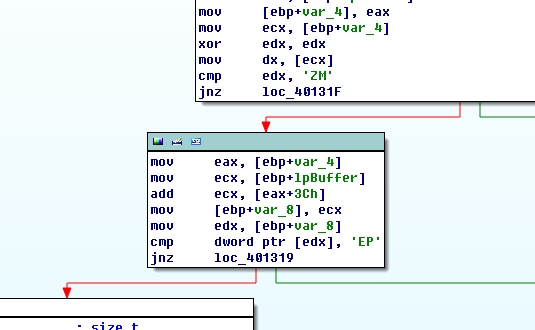 mov [ebp+var_4], eax
mov ecx, [ebp+var_4]
xor edx, edx
mov dx, [ecx]
cmp edx, 'ZM'
jnz loc_40131F
mov eax, [ebp+var_4]
mov ecx, [ebp+lpBuffer]
add ecx, [eax+3Ch]
mov [ebp+var_8], ecx
mov edx, [ebp+var_8]
cmp dword ptr [edx], 'EP'
jnz loc_401319
; size_t